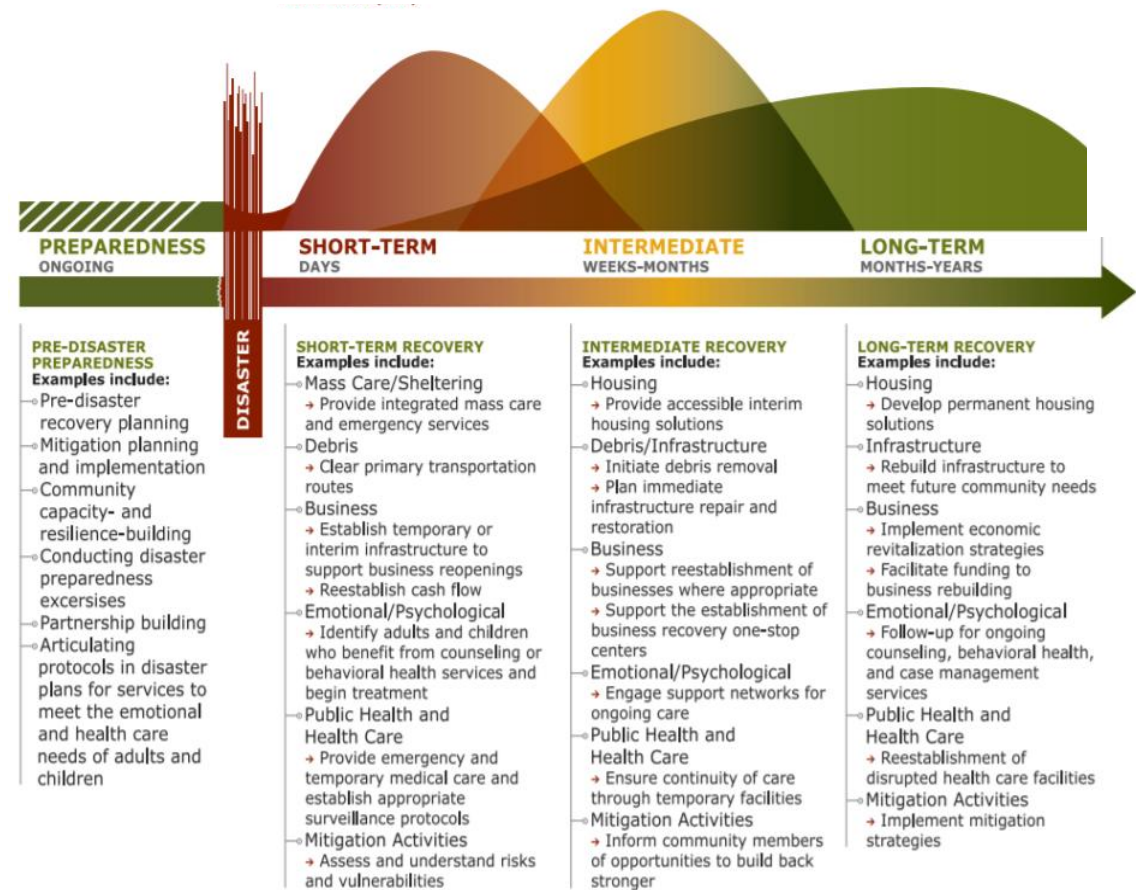 PREPAREDNESS
ONGOING
SHORT-TERM
DAYS
INTERMEDIATE
WEEKS-MONTHS
LONG-TERM
MONTHS-YEARS
DISASTER
PRE-DISASTER
PREPAREDNESS
Examples include:
Pre-disaster
recovery planning
Mitigation planning
and implementation
Community
capacity- and
resilience-building
Conducting disaster
preparedness
excersises
Partnership building
Articulating
protocols in disaster
plans for services to
meet the emotional
and health care
needs of adults and
children
SHORT-TERM RECOVERY
Examples include:
Mass Care/Sheltering
→ Provide integrated mass care
and emergency services
Debris
→ Clear primary transportation
routes
Business
→ Establish temporary or
interim infrastructure to
support business reopenings
→ Reestablish cash flow
Emotional/Psychological
→ Identify adults and children
who benefit from counseling or
behavioral health services and
begin treatment
Public Health and
Health Care
→ Provide emergency and
temporary medical care and
establish appropriate
surveillance protocols
Mitigation Activities
→ Assess and understand risks
and vulnerabilities
INTERMEDIATE RECOVERY
Examples include:
Housing
→ Provide accessible interim
housing solutions
Debris/Infrastructure
→ Initiate debris removal
→ Plan immediate
infrastructure repair and
restoration
Business
→ Support reestablishment of
businesses where appropriate
→ Support the establishment of
business recovery one-stop
centers
Emotional/Psychological
→ Engage support networks for
ongoing care
Public Health and
Health Care
→ Ensure continuity of care
through temporary facilities
Mitigation Activities
→ Inform community members
of opportunities to build back
stronger
LONG-TERM RECOVERY
Examples include:
Housing
→ Develop permanent housing
solutions
Infrastructure
→ Rebuild infrastructure to
meet future community needs
Business
→ Implement economic
revitalization strategies
→ Facilitate funding to
business rebuilding
Emotional/Psychological
→ Follow-up for ongoing
counseling, behavioral health,
and case management
services
Public Health and
Health Care
→ Reestablishment of
disrupted health care facilities
Mitigation Activities
→ Implement mitigation
strategies